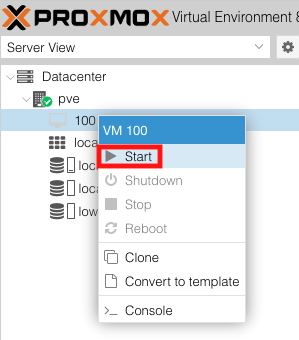 PROXMOX Virtual Environment 8
Server View
Datacenter
pve
100
VM 100
loca
Start
loc
Shutdown
loca
Stop
low
Reboot
Clone
Convert to template
Console